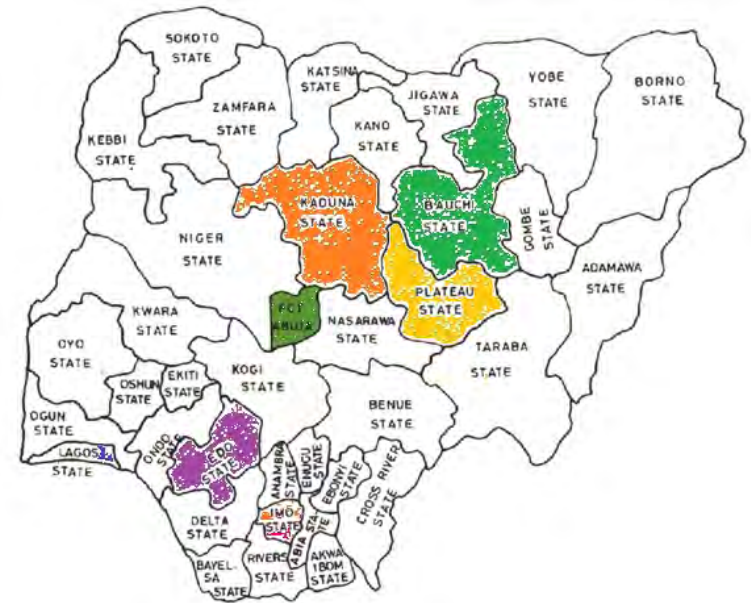 SOKOTO
STATE
KATSINA
STATE
JIGAWA
STATE
YOBE
STATE
BORNO
STATE
ZAMFARA
STATE
KANO
STATE
KEBBI
STATE
KADUNA
STATE
BAUCHI
STATE
GOMBE
STATE
NIGER
STATE
ADAMAWA
STATE
PLATEAU
STATE
FCT
ABUJA
NASARAWA
STATE
KWARA
STATE
TARABA
STATE
OYO
STATE
OSHUN
STATE
EKITI
STATE
KOGI
STATE
BENUE
STATE
OGUN
STATE
LAGOS
STATE
ONDO
STATE
EDO
STATE
ANAMBRA
STATE
ENUGU
STATE
EBONYI
STATE
CROSS RIVER
STATE
DELTA
STATE
IMO
STATE
ABIA STA
TE
BAYEL-
SA
STATE
RIVERS
STATE
AKWA
IBOM
STATE